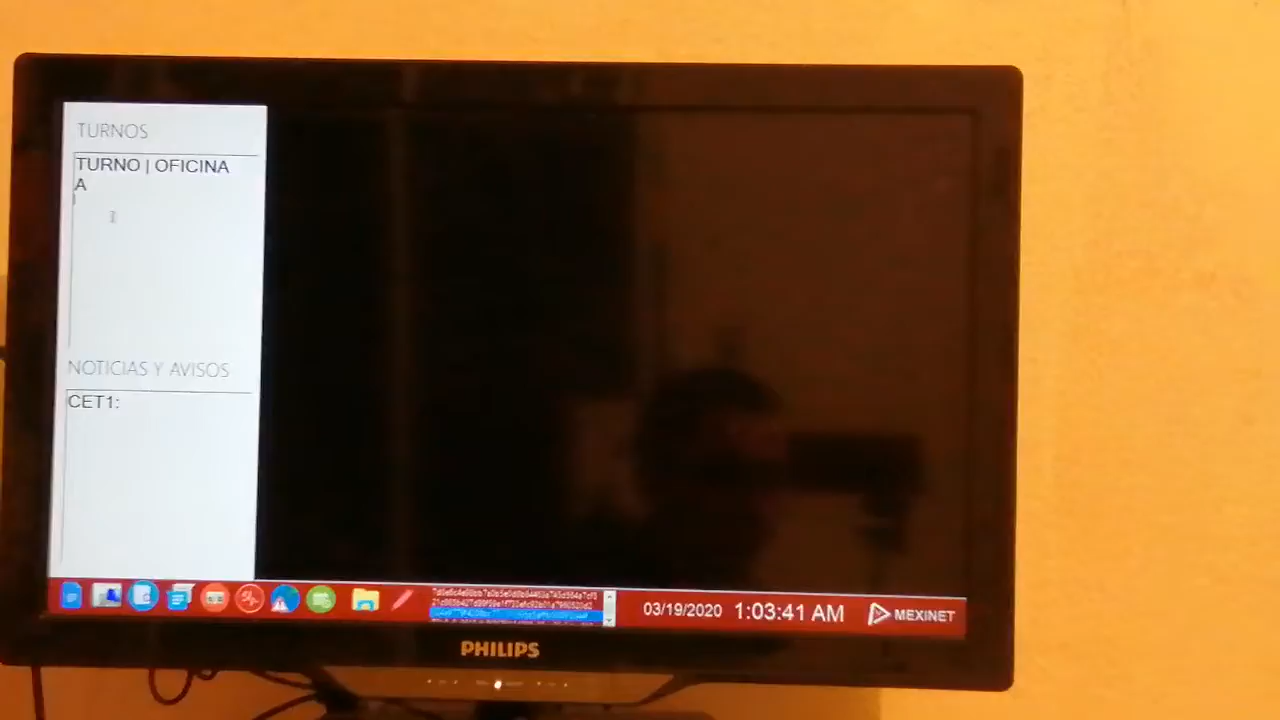 TURNOS
TURNO | OFICINA
A
NOTICIAS Y AVISOS
CET1:
03/19/2020 1:03:41 AM MEXINET
PHILIPS